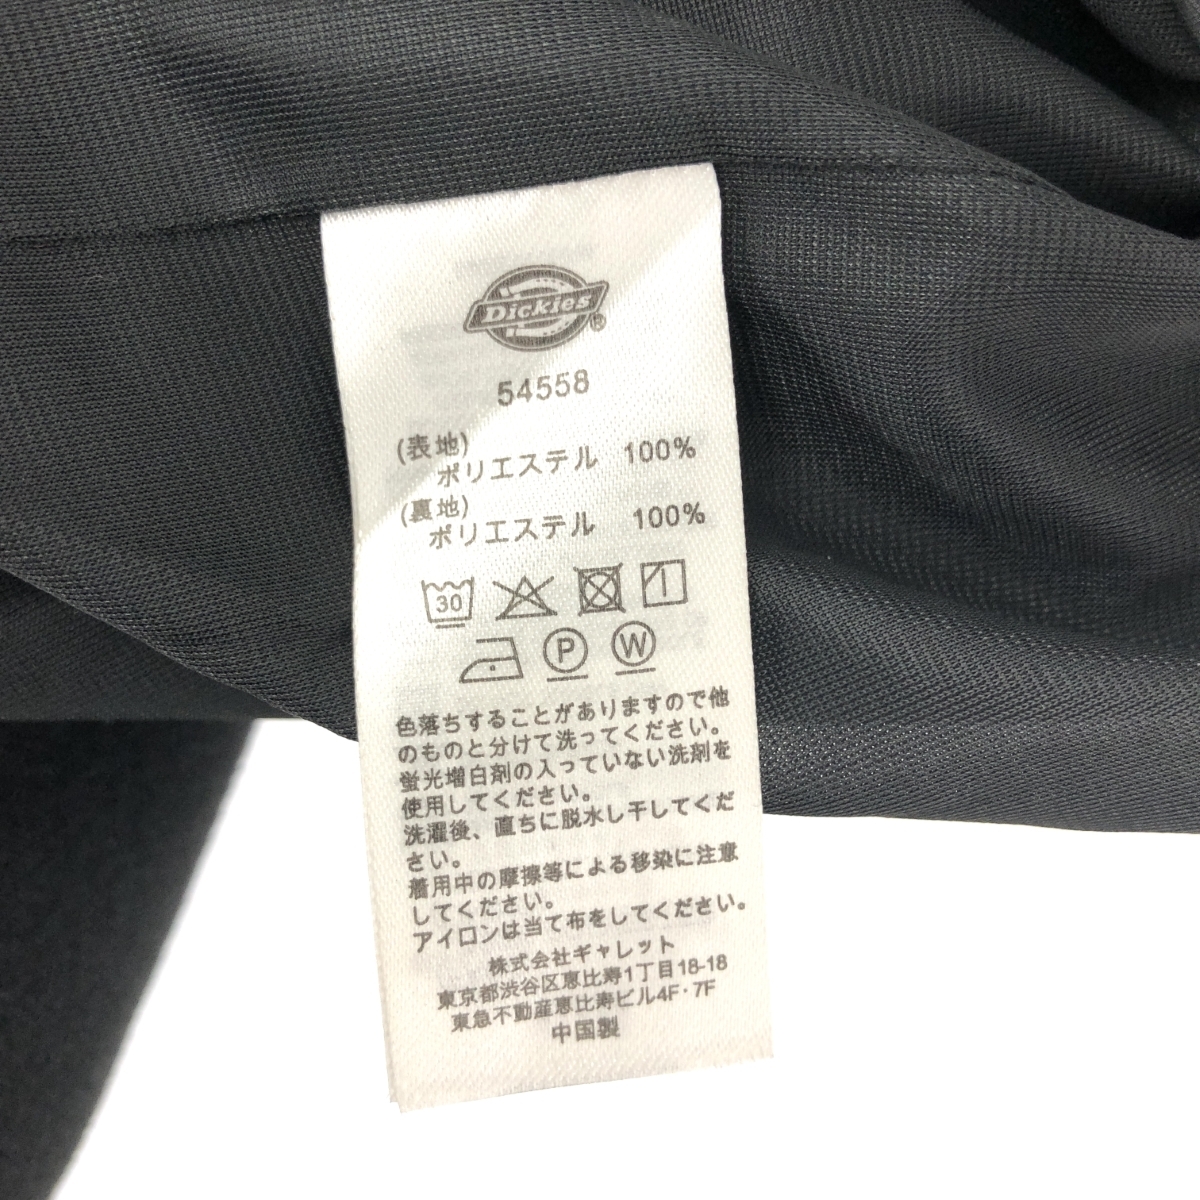 Dickies®
54558
(表地)
ポリエステル 100%
(裏地)
ポリエステル 100%
30
P W
色落ちすることがありますので他
のものと分けて洗ってください。
蛍光増白剤の入っていない洗剤を
使用してください。
洗濯後、直ちに脱水し干してくだ
さい。
着用中の摩擦等による移染に注意
してください。
アイロンは当て布をしてください。
株式会社ギャレット
東京都渋谷区恵比寿1丁目18-18
東急不動産恵比寿ビル4F・7F
中国製